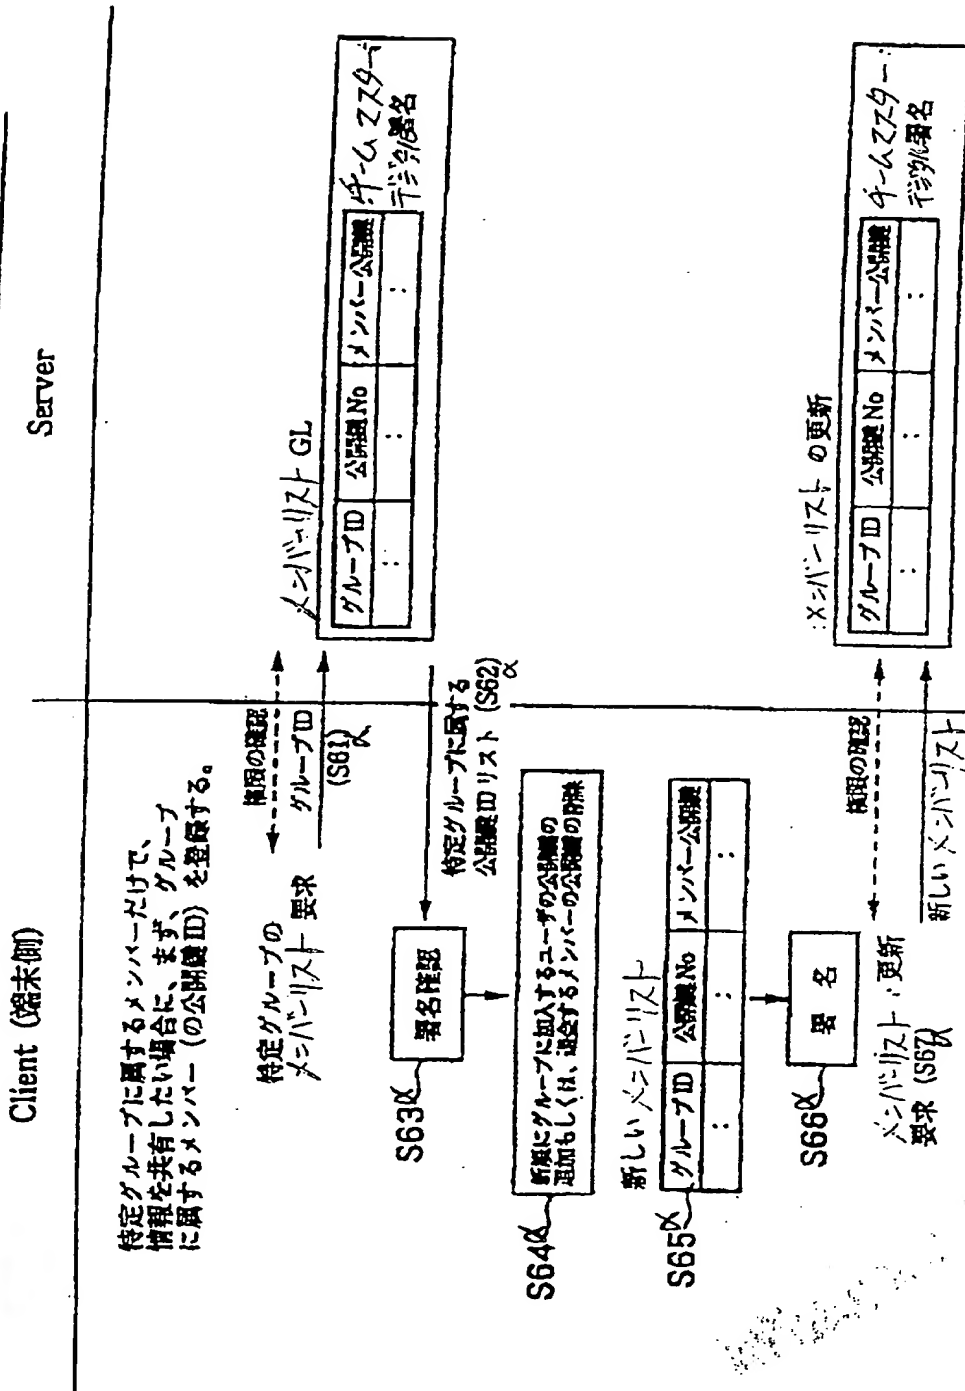 Client (端末側)
Server
特定グループに属するメンバーだけで、
情報を共有したい場合に、まず、グループ
に属するメンバー (の公開鍵ID) を登録する。
特定グループの
メンバーリスト 要求
権限の確認
グループID
(S61)α
メンバーリスト GL
グループID 公開鍵No メンバー公開鍵
: : :
チームマスター
デジタル署名
特定グループに属する
公開鍵IDリスト (S62)α
S63α
署名確認
S64α
新規にグループに加入するユーザの公開鍵の
追加もしくは、退会するメンバーの公開鍵の削除
新しいメンバーリスト
S65α
グループID 公開鍵No メンバー公開鍵
: : :
S66α
署 名
メンバーリスト 更新
要求 (S67)α
権限の確認
新しいメンバーリスト
メンバーリスト の更新
グループID 公開鍵No メンバー公開鍵
: : :
チームマスター
デジタル署名